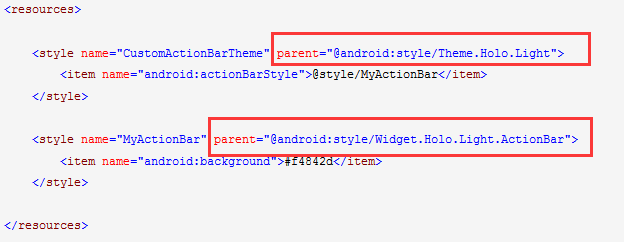 <resources>
<style name="CustomActionBarTheme" parent="@android:style/Theme.Holo.Light">
<item name="android:actionBarStyle">@style/MyActionBar</item>
</style>
<style name="MyActionBar" parent="@android:style/Widget.Holo.Light.ActionBar">
<item name="android:background">#f4842d</item>
</style>
</resources>